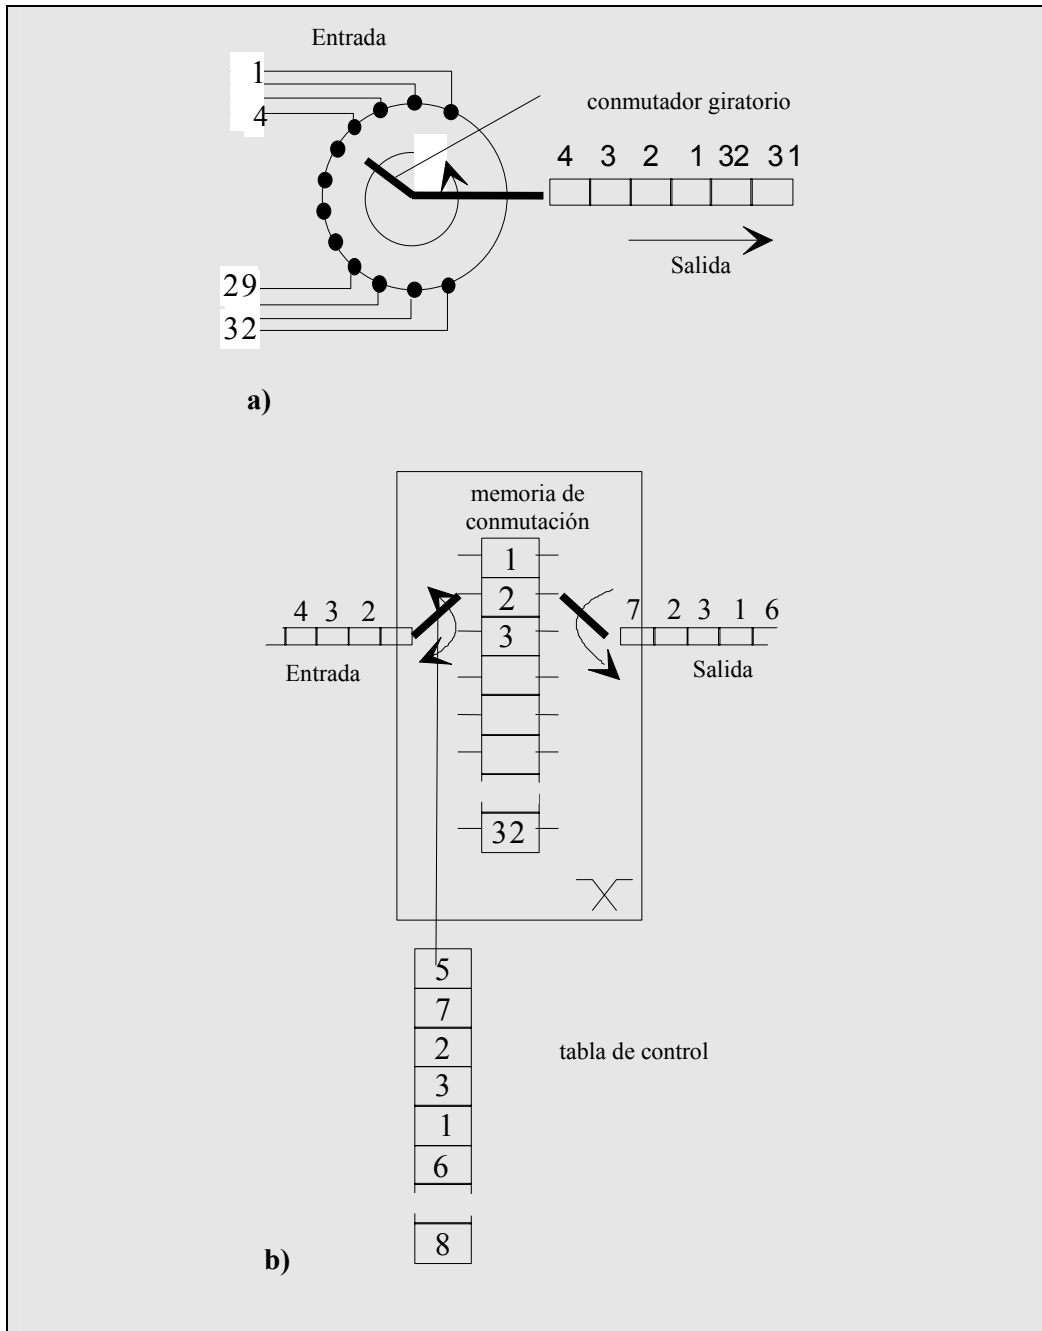 Entrada
1
4
conmutador giratorio
4 3 2 1 32 31
Salida
29
32
a)
memoria de
conmutación
1
2
3
32
4 3 2
Entrada
7 2 3 1 6
Salida
5
7
2
3
1
6
8
tabla de control
b)